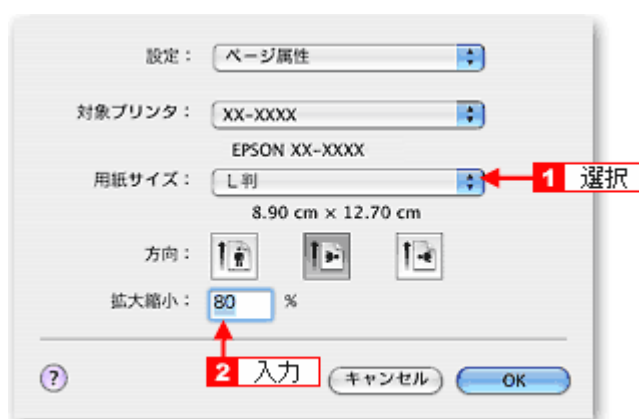 設定： ページ属性
対象プリンタ： XX-XXXX
EPSON XX-XXXX
用紙サイズ： L判 1 選択
8.90 cm × 12.70 cm
方向：
拡大縮小： 80 %
2 入力
? キャンセル OK